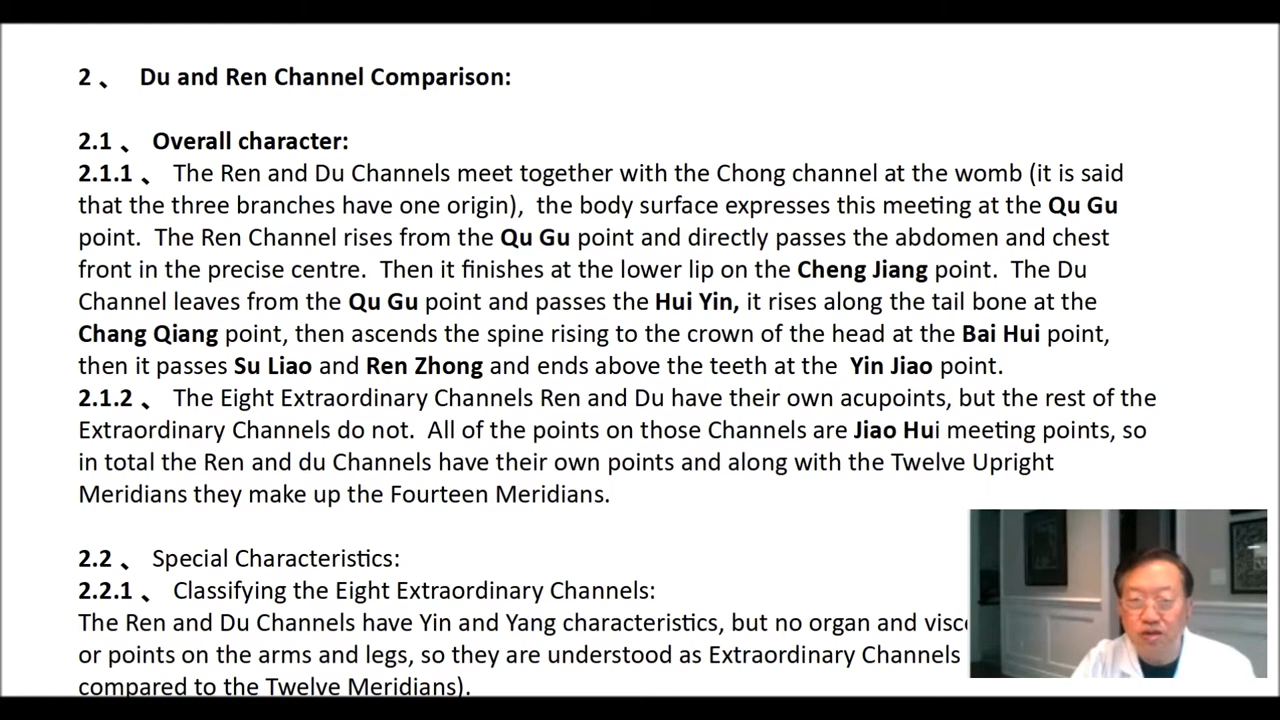 2、 Du and Ren Channel Comparison:
2.1、 Overall character:
2.1.1、 The Ren and Du Channels meet together with the Chong channel at the womb (it is said
that the three branches have one origin), the body surface expresses this meeting at the Qu Gu
point. The Ren Channel rises from the Qu Gu point and directly passes the abdomen and chest
front in the precise centre. Then it finishes at the lower lip on the Cheng Jiang point. The Du
Channel leaves from the Qu Gu point and passes the Hui Yin, it rises along the tail bone at the
Chang Qiang point, then ascends the spine rising to the crown of the head at the Bai Hui point,
then it passes Su Liao and Ren Zhong and ends above the teeth at the Yin Jiao point.
2.1.2、 The Eight Extraordinary Channels Ren and Du have their own acupoints, but the rest of the
Extraordinary Channels do not. All of the points on those Channels are Jiao Hui meeting points, so
in total the Ren and du Channels have their own points and along with the Twelve Upright
Meridians they make up the Fourteen Meridians.
2.2、 Special Characteristics:
2.2.1、 Classifying the Eight Extraordinary Channels:
The Ren and Du Channels have Yin and Yang characteristics, but no organ and
or points on the arms and legs, so they are understood as Extraordinary Channels
compared to the Twelve Meridians).